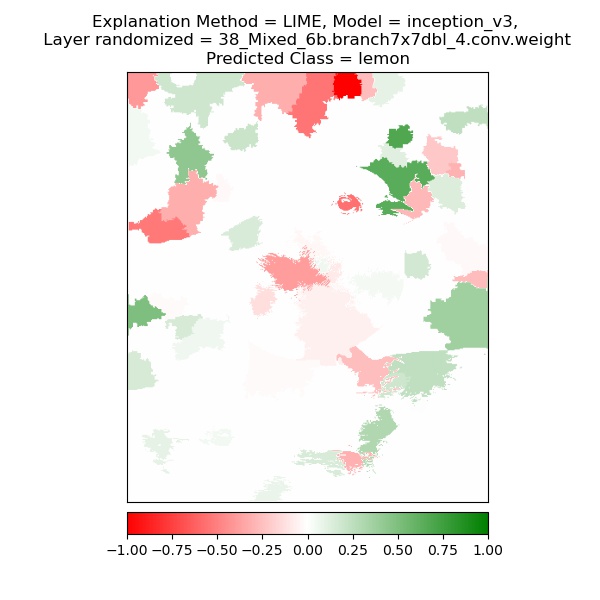 Explanation Method = LIME, Model = inception_v3,
Layer randomized = 38_Mixed_6b.branch7x7dbl_4.conv.weight
Predicted Class = lemon
−1.00 −0.75 −0.50 −0.25 0.00 0.25 0.50 0.75 1.00